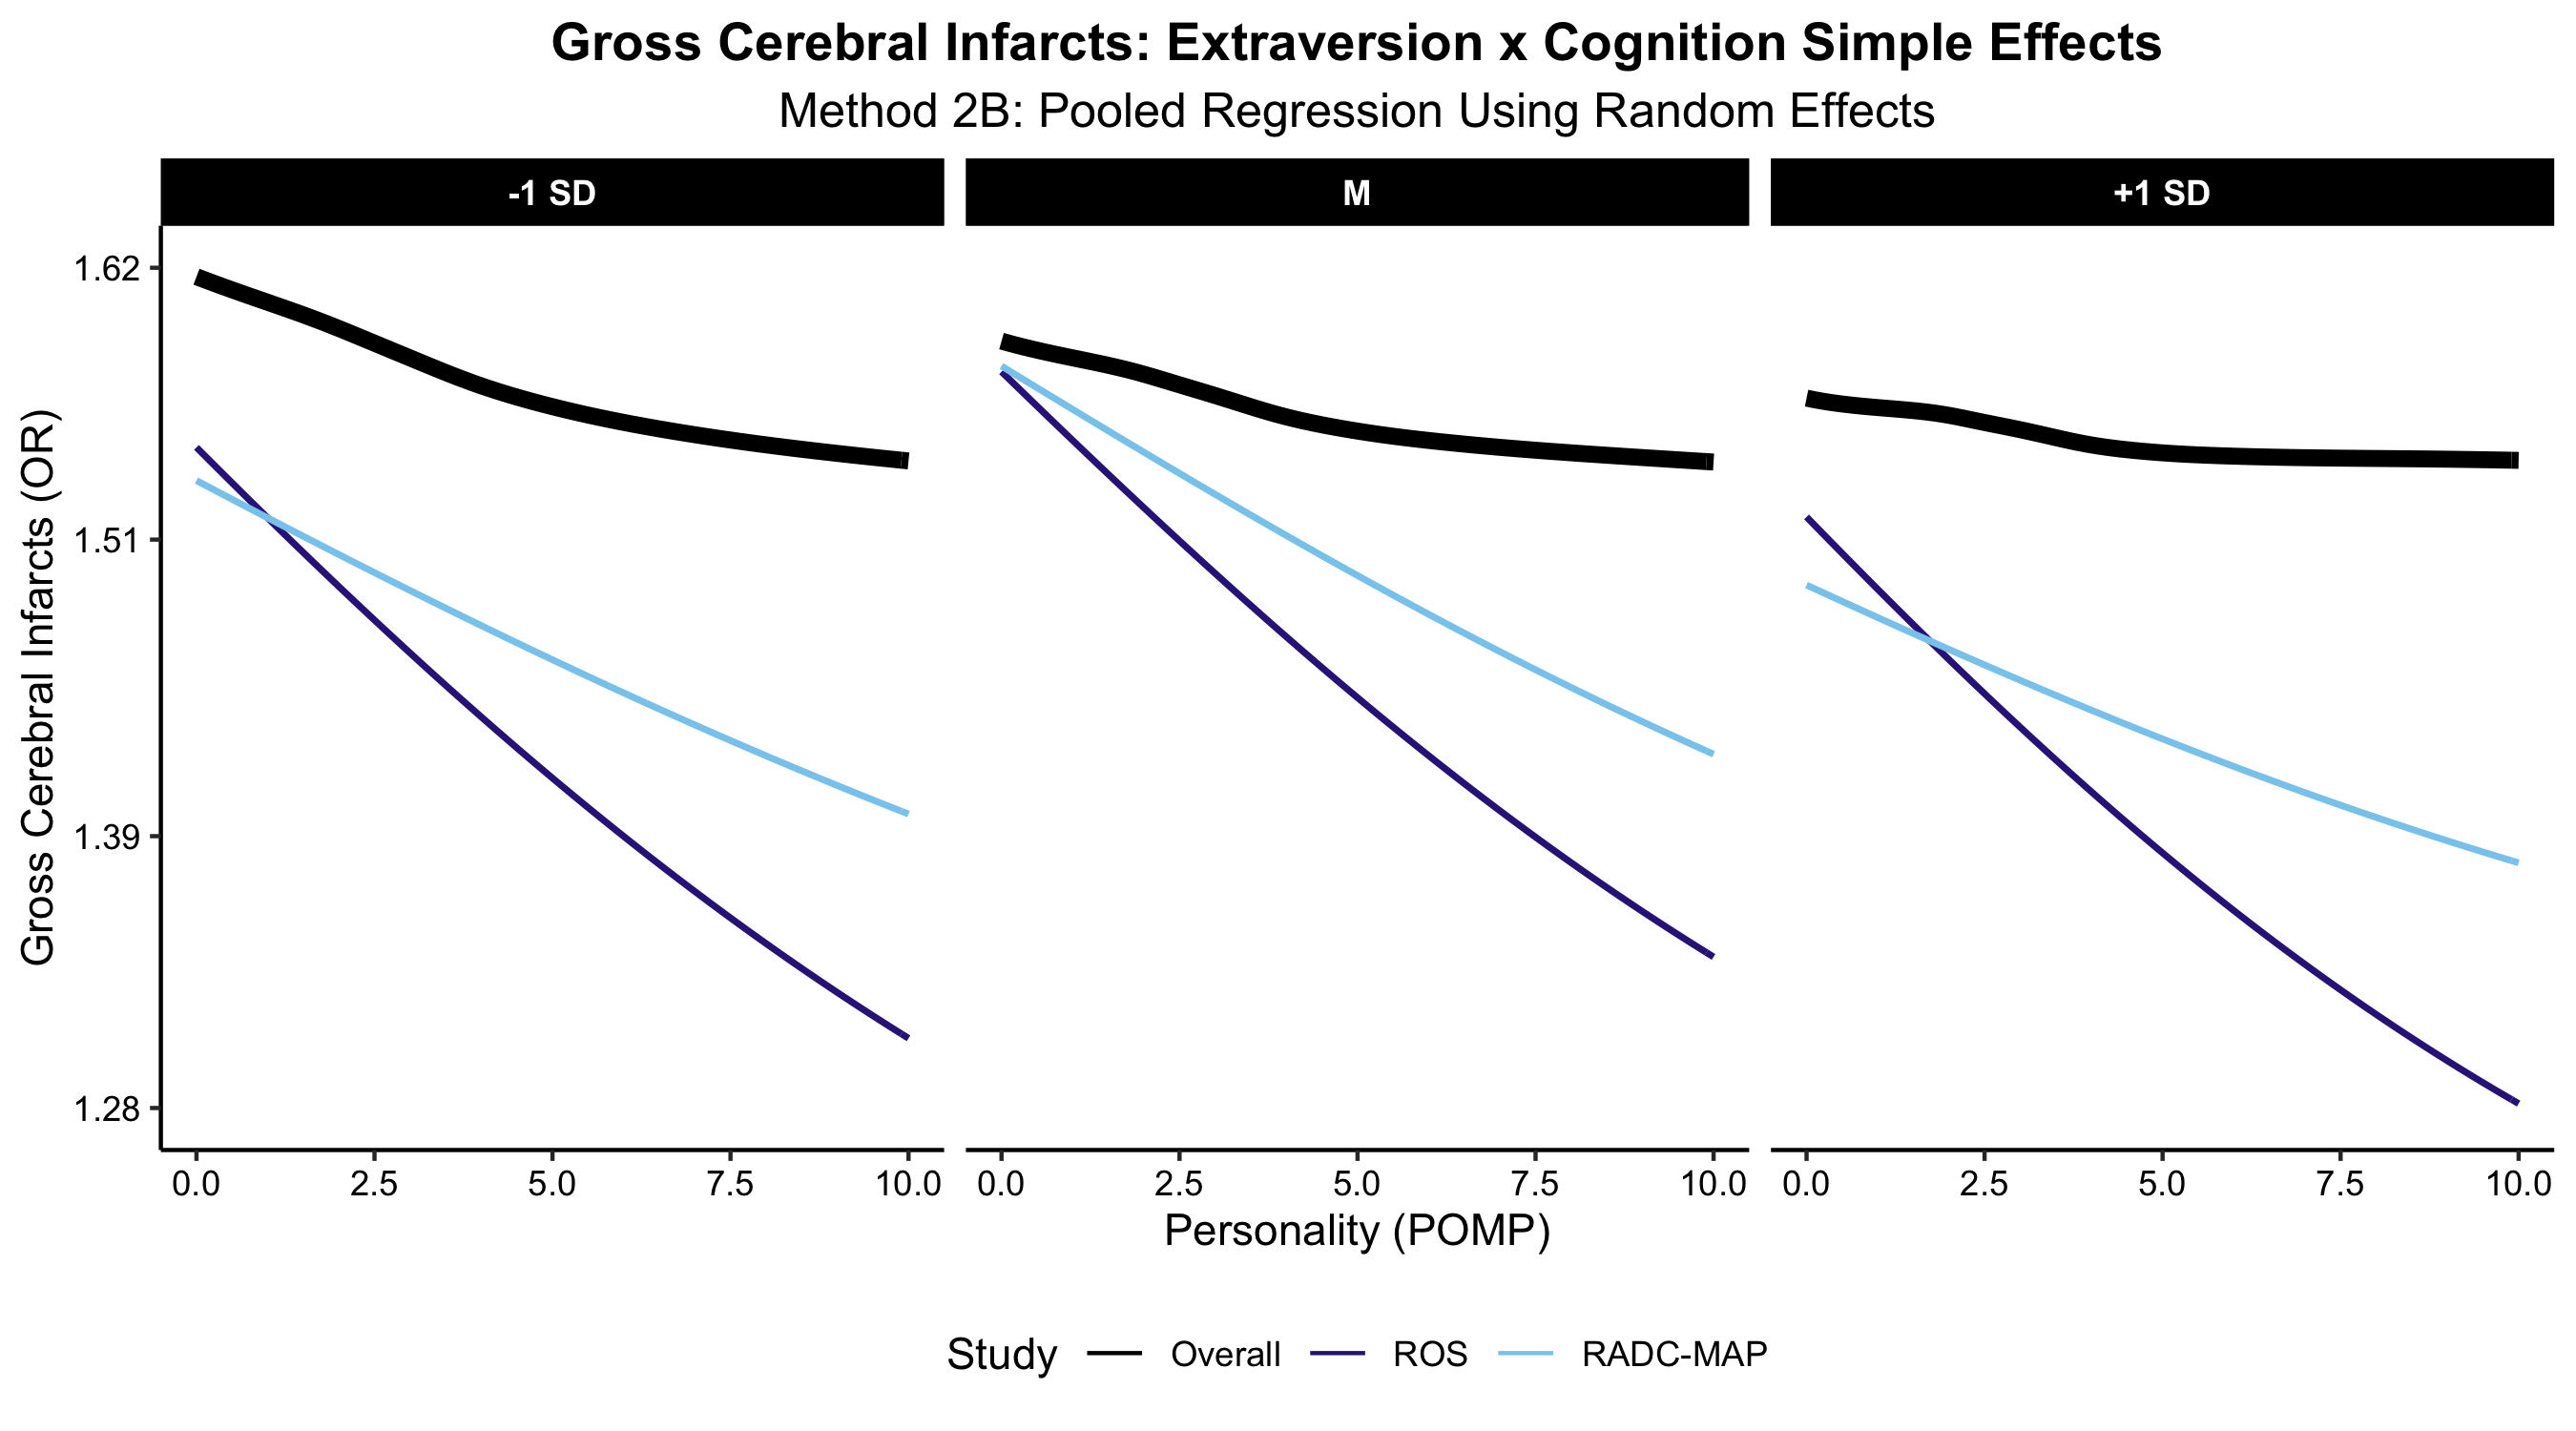 Gross Cerebral Infarcts: Extraversion x Cognition Simple Effects
Method 2B: Pooled Regression Using Random Effects
-1 SD
M
+1 SD
Gross Cerebral Infarcts (OR)
1.62
1.51
1.39
1.28
0.0 2.5 5.0 7.5 10.0
0.0 2.5 5.0 7.5 10.0
0.0 2.5 5.0 7.5 10.0
Personality (POMP)
Study Overall ROS RADC-MAP